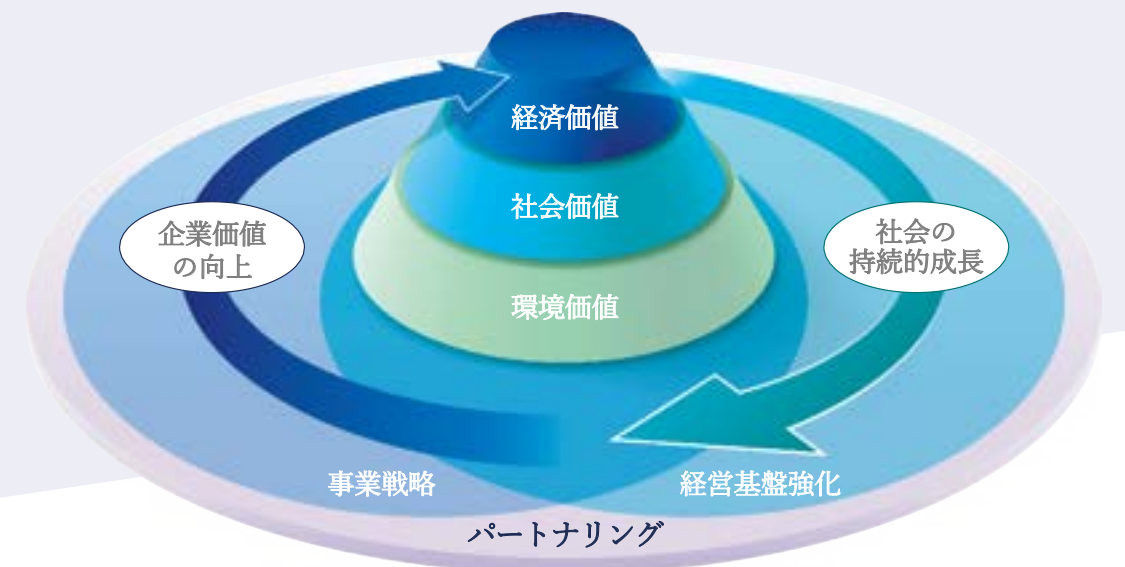 経済価値
社会価値
企業価値
の向上
社会の
持続的成長
環境価値
事業戦略
経営基盤強化
パートナリング